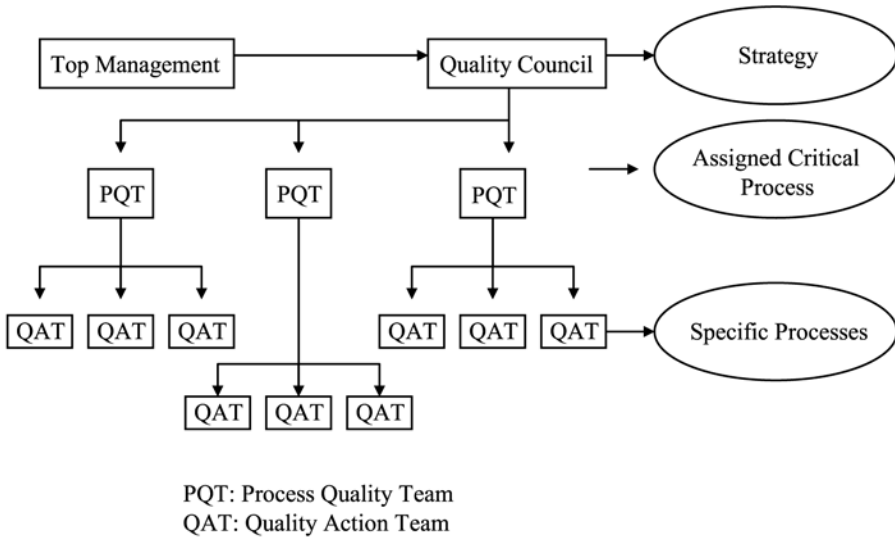 Top Management
Quality Council
Strategy
PQT
PQT
PQT
Assigned Critical
Process
QAT
QAT
QAT
QAT
QAT
QAT
Specific Processes
QAT
QAT
QAT
PQT: Process Quality Team
QAT: Quality Action Team